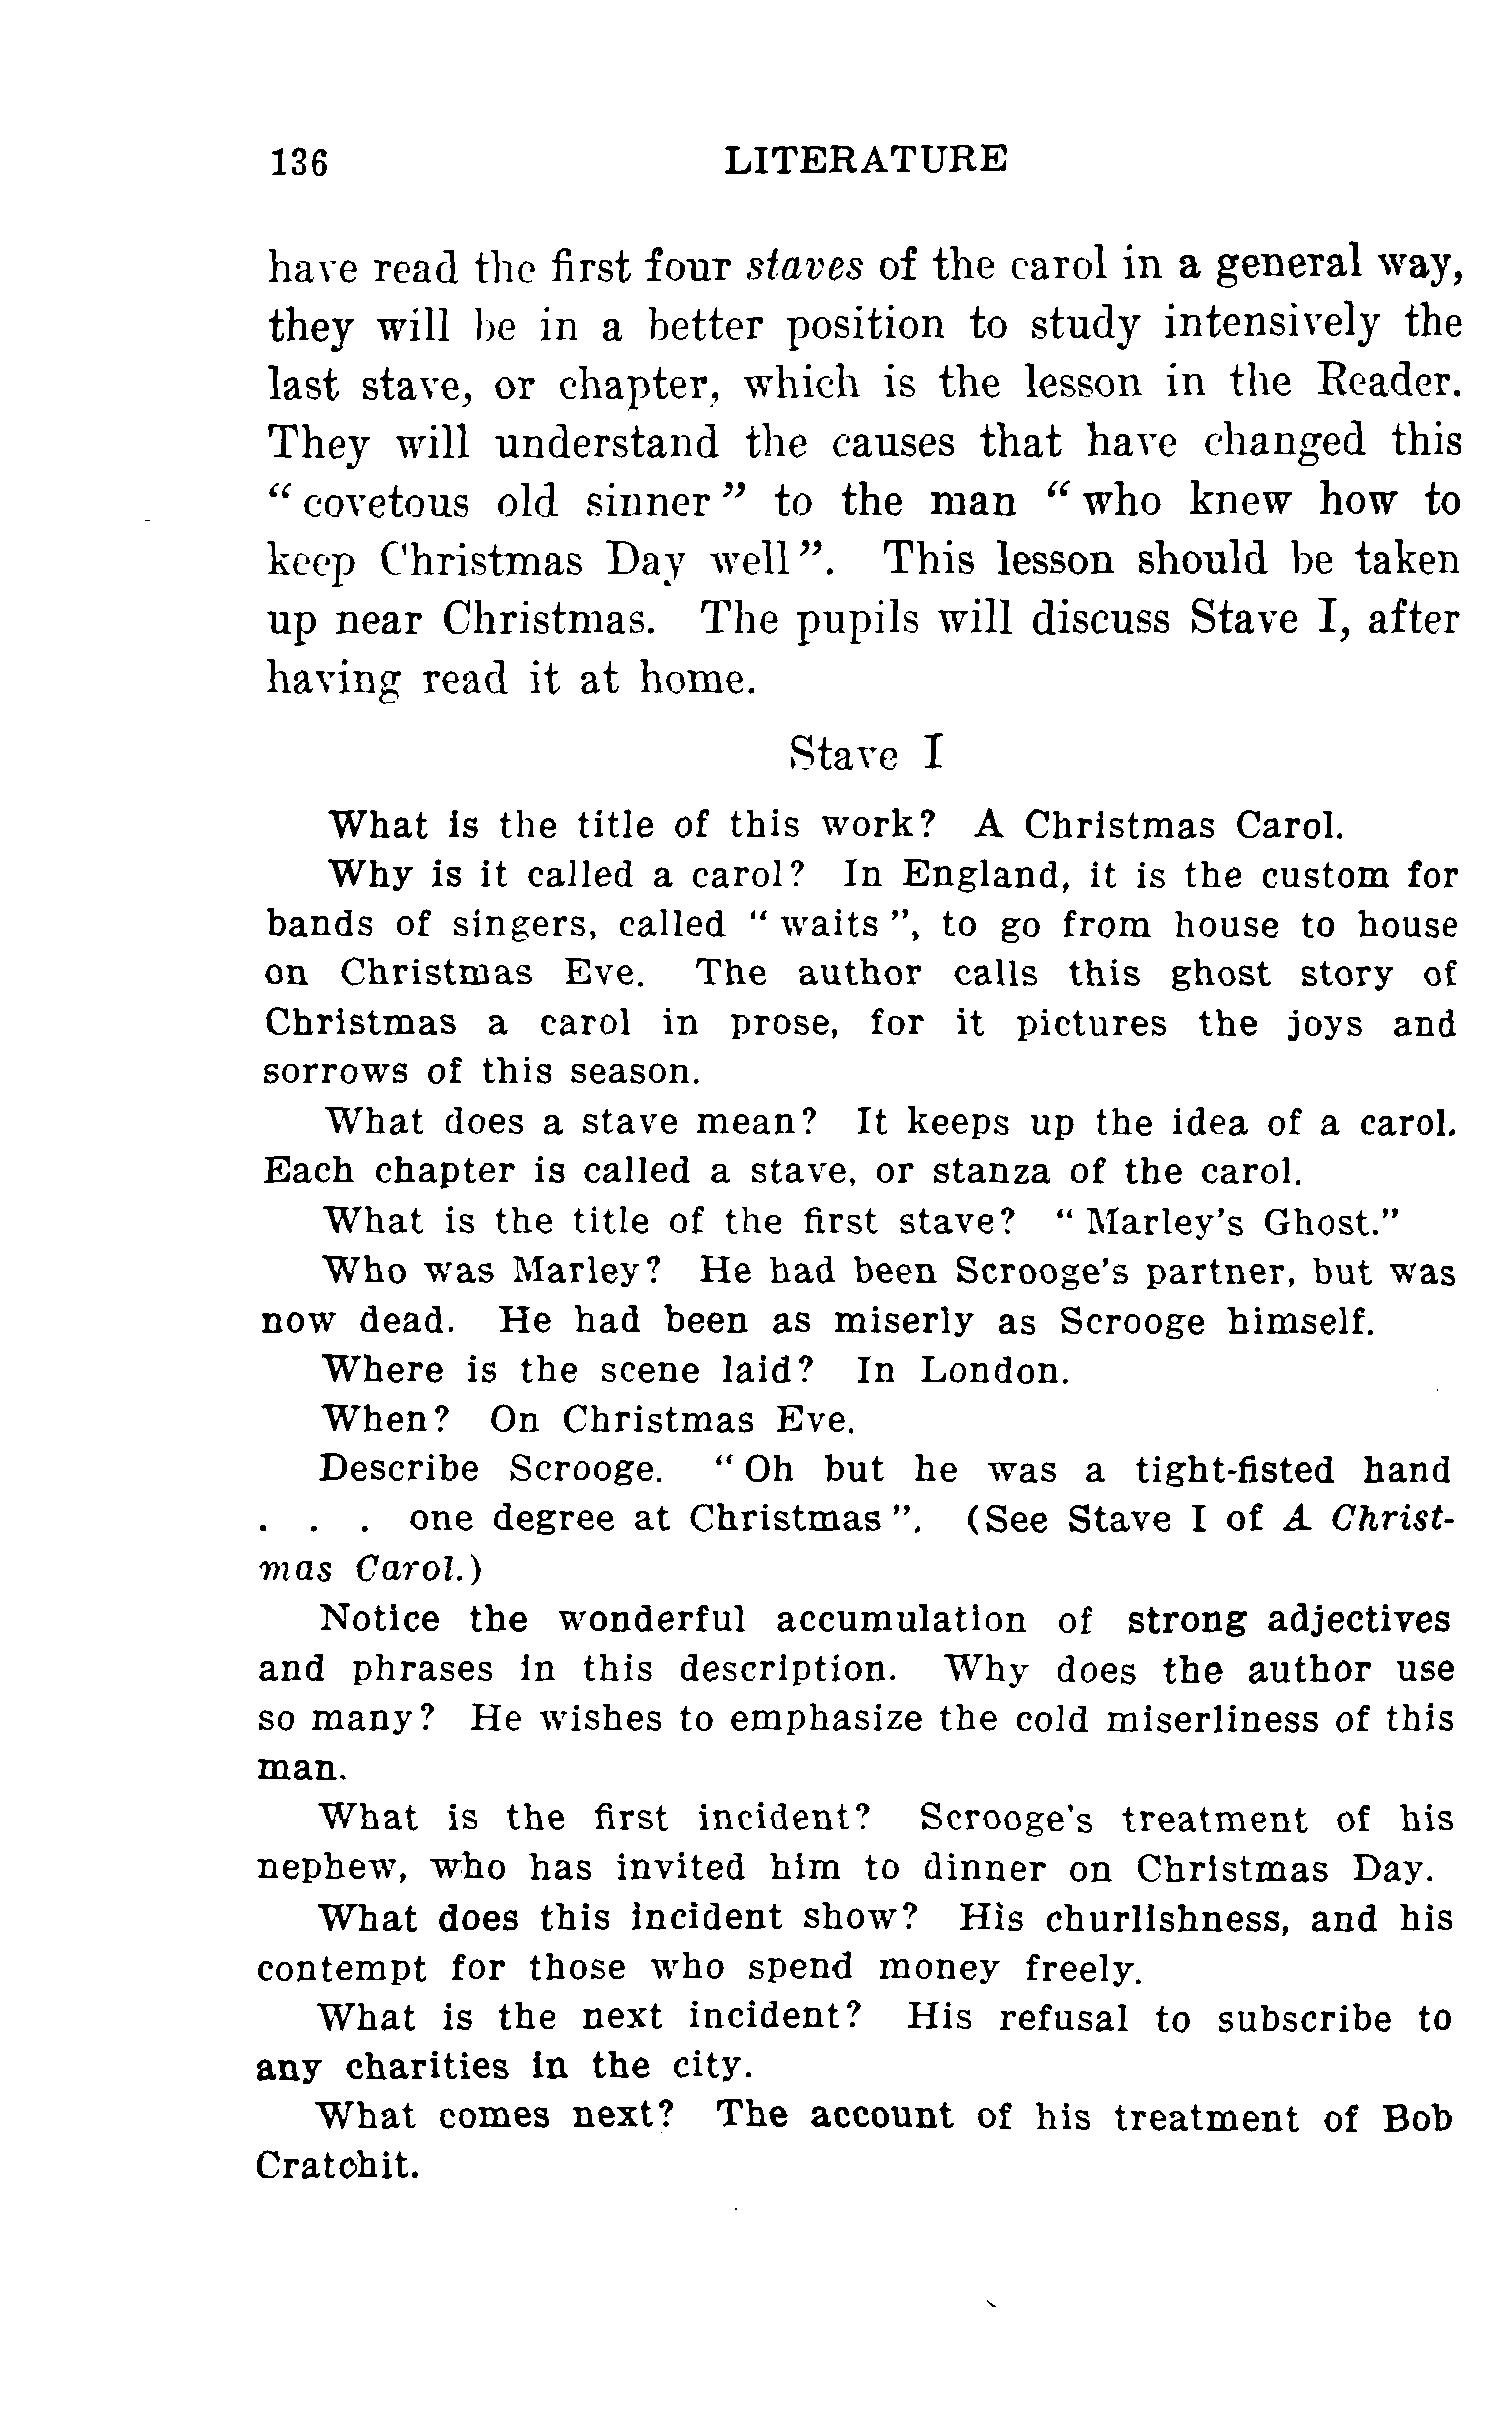 136 LITERATURE
have read the first four staves of the carol in a general way,
they will be in a better position to study intensively the
last stave, or chapter, which is the lesson in the Reader.
They will understand the causes that have changed this
“ covetous old sinner ” to the man “ who knew how to
keep Christmas Day well ”. This lesson should be taken
up near Christmas. The pupils will discuss Stave I, after
having read it at home.
Stave I
What is the title of this work? A Christmas Carol.
Why is it called a carol? In England, it is the custom for
bands of singers, called “ waits ”, to go from house to house
on Christmas Eve. The author calls this ghost story of
Christmas a carol in prose, for it pictures the joys and
sorrows of this season.
What does a stave mean? It keeps up the idea of a carol.
Each chapter is called a stave, or stanza of the carol.
What is the title of the first stave? “ Marley's Ghost.”
Who was Marley? He had been Scrooge's partner, but was
now dead. He had been as miserly as Scrooge himself.
Where is the scene laid? In London.
When? On Christmas Eve.
Describe Scrooge. “ Oh but he was a tight-fisted hand
. . . one degree at Christmas ”. (See Stave I of A Christ-
mas Carol.)
Notice the wonderful accumulation of strong adjectives
and phrases in this description. Why does the author use
so many? He wishes to emphasize the cold miserliness of this
man.
What is the first incident? Scrooge's treatment of his
nephew, who has invited him to dinner on Christmas Day.
What does this incident show? His churlishness, and his
contempt for those who spend money freely.
What is the next incident? His refusal to subscribe to
any charities in the city.
What comes next? The account of his treatment of Bob
Cratchit.